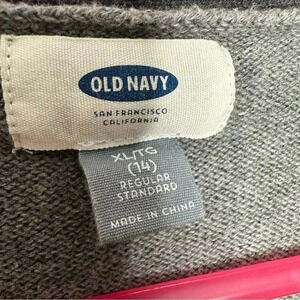 OLD NAVY
SAN FRANCISCO
CALIFORNIA
XL/TG
(14)
REGULAR
STANDARD
MADE IN CHINA